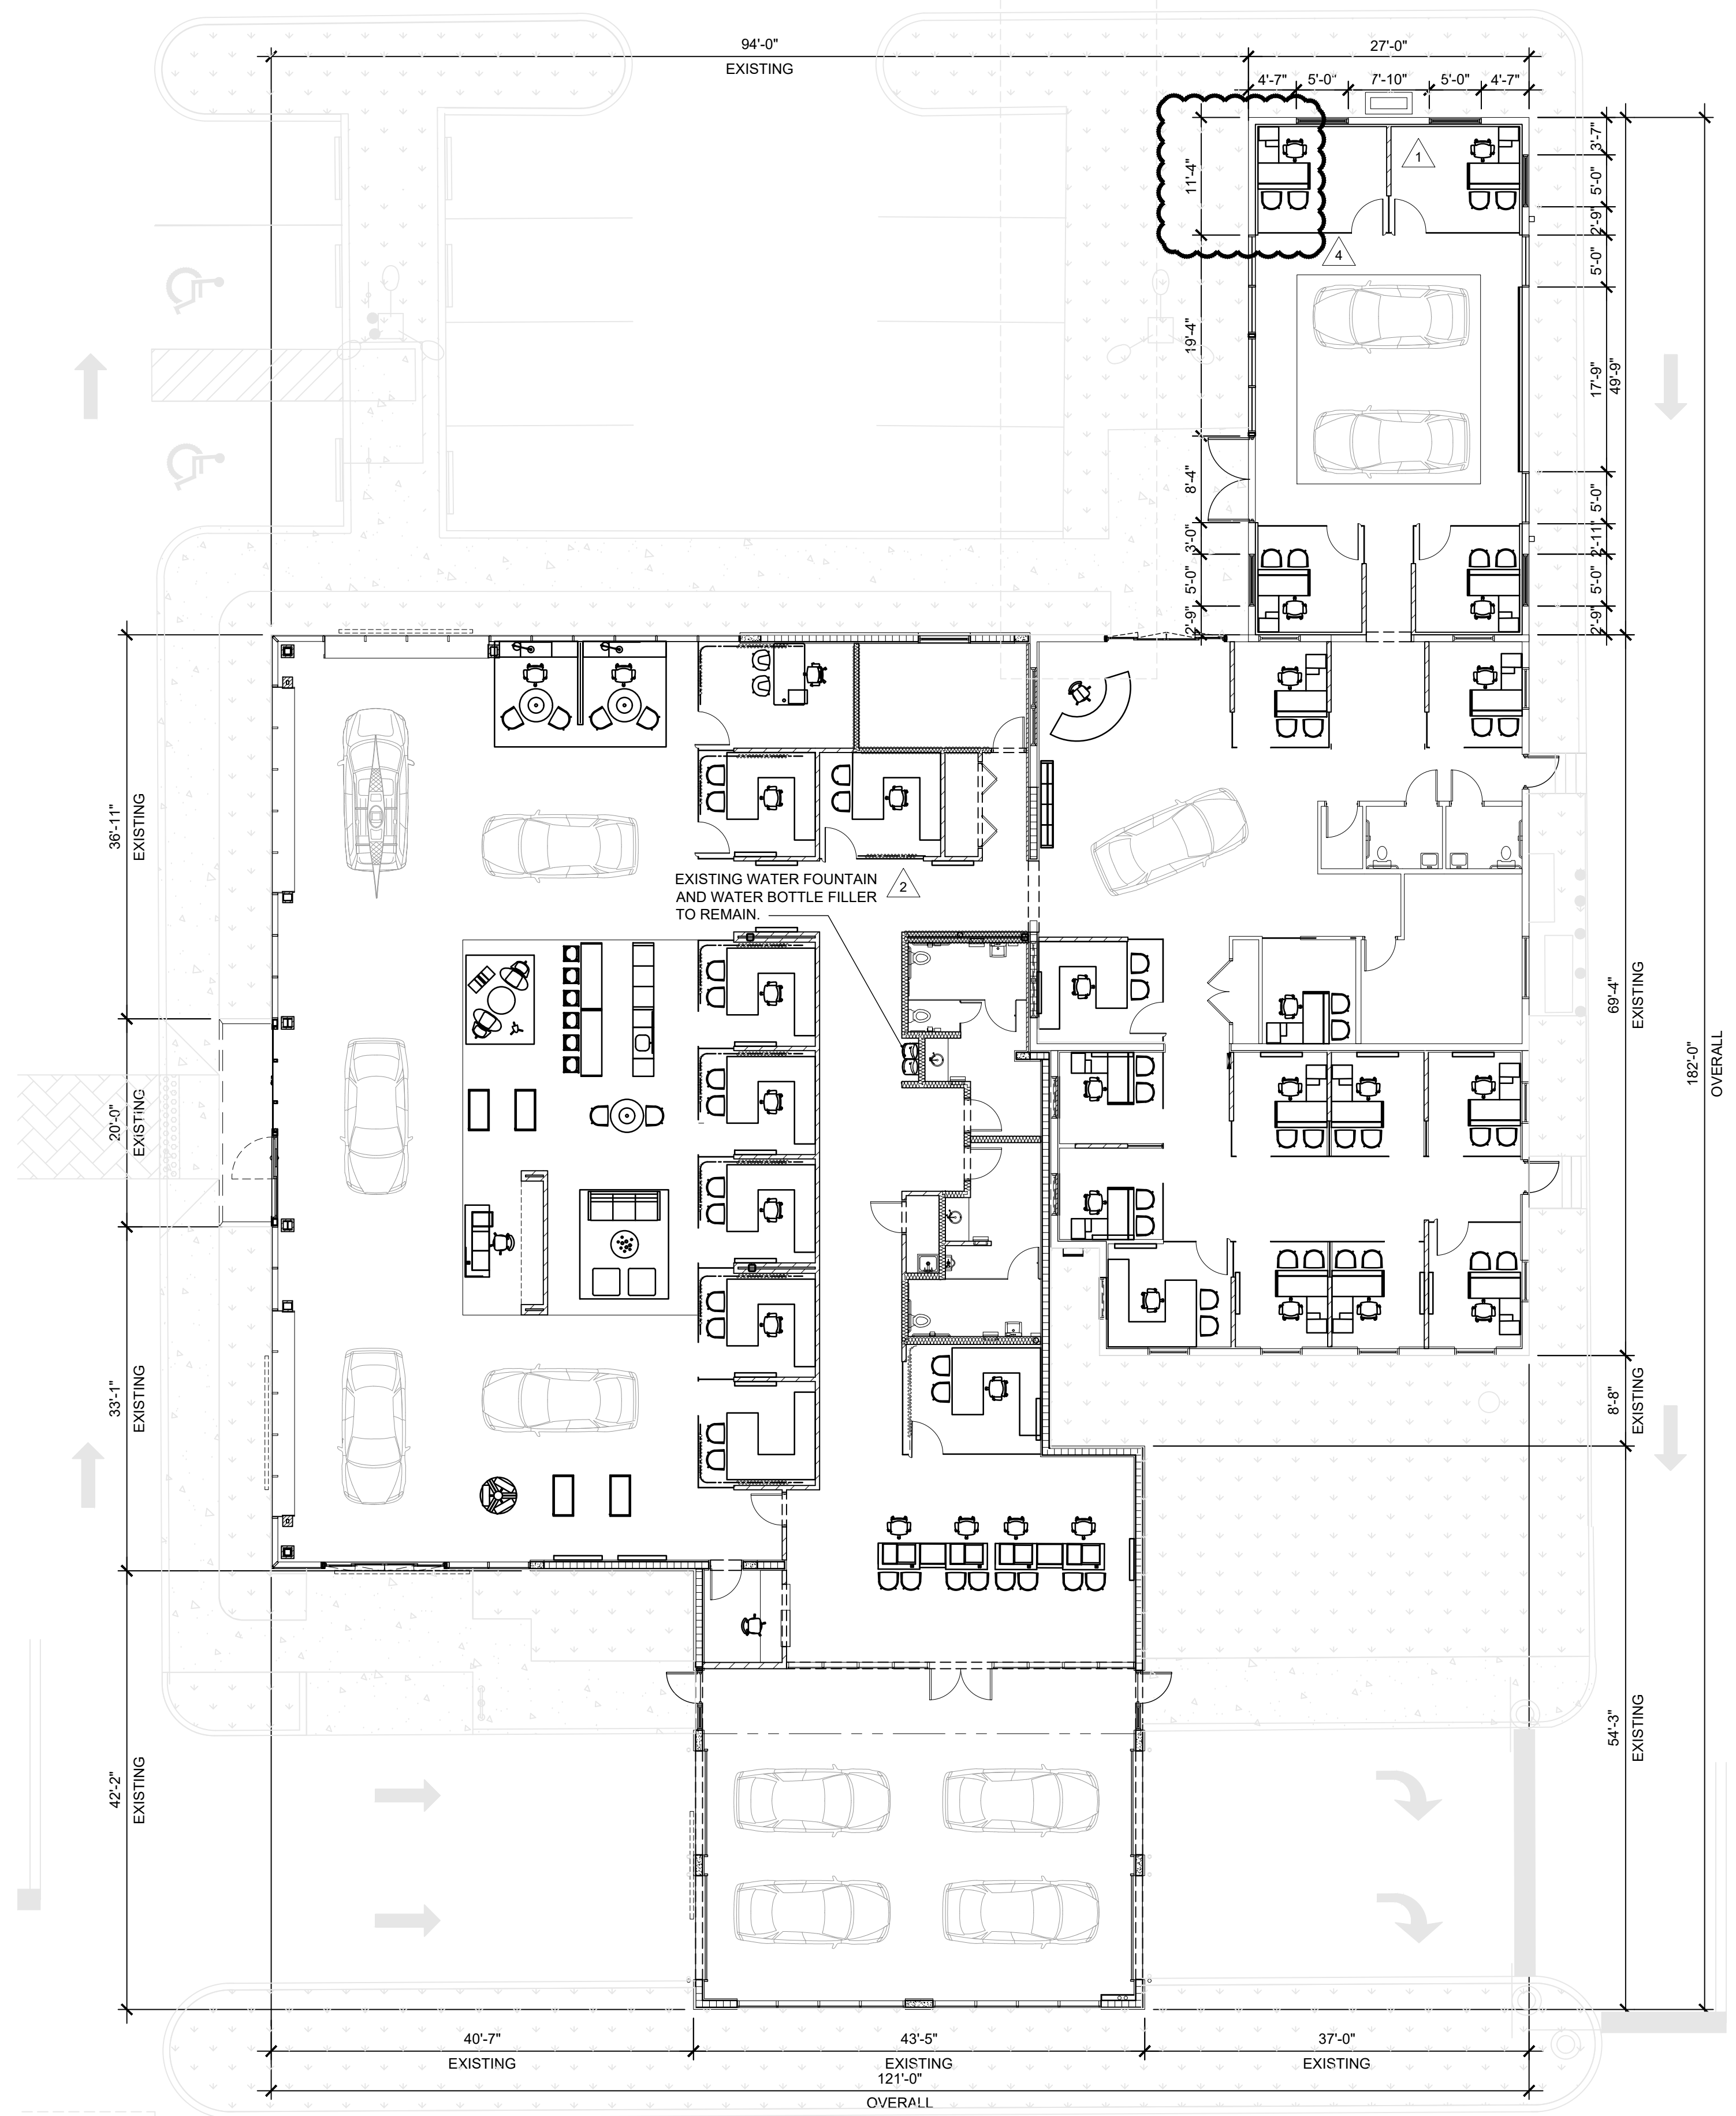 94'-0"
EXISTING
27'-0"
4'-7"
5'-0"
7'-10"
5'-0"
4'-7"
1
4
11'-4"
19'-4"
8'-4"
3'-0"
5'-0"
2'-9"
3'-7"
5'-0"
2'-9"
5'-0"
17'-9"
49'-9"
5'-0"
2'-11"
5'-0"
2'-9"
36'-11"
EXISTING
20'-0"
EXISTING
33'-1"
EXISTING
42'-2"
EXISTING
EXISTING WATER FOUNTAIN
AND WATER BOTTLE FILLER
TO REMAIN.
2
69'-4"
EXISTING
182'-0"
OVERALL
8'-8"
EXISTING
54'-3"
EXISTING
40'-7"
EXISTING
43'-5"
EXISTING
37'-0"
EXISTING
121'-0"
OVERALL